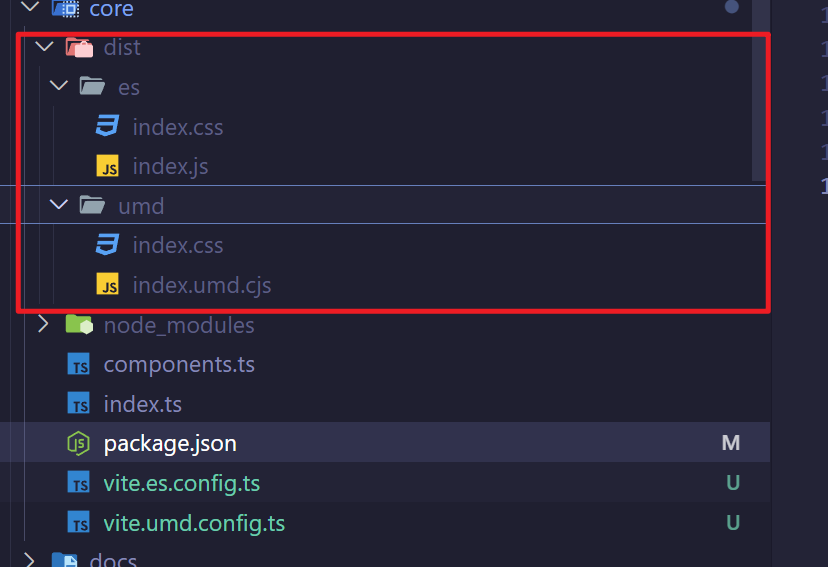 core
dist
es
index.css
JS index.js
umd
index.css
JS index.umd.cjs
node_modules
TS components.ts
TS index.ts
JS package.json M
TS vite.es.config.ts U
TS vite.umd.config.ts U
docs